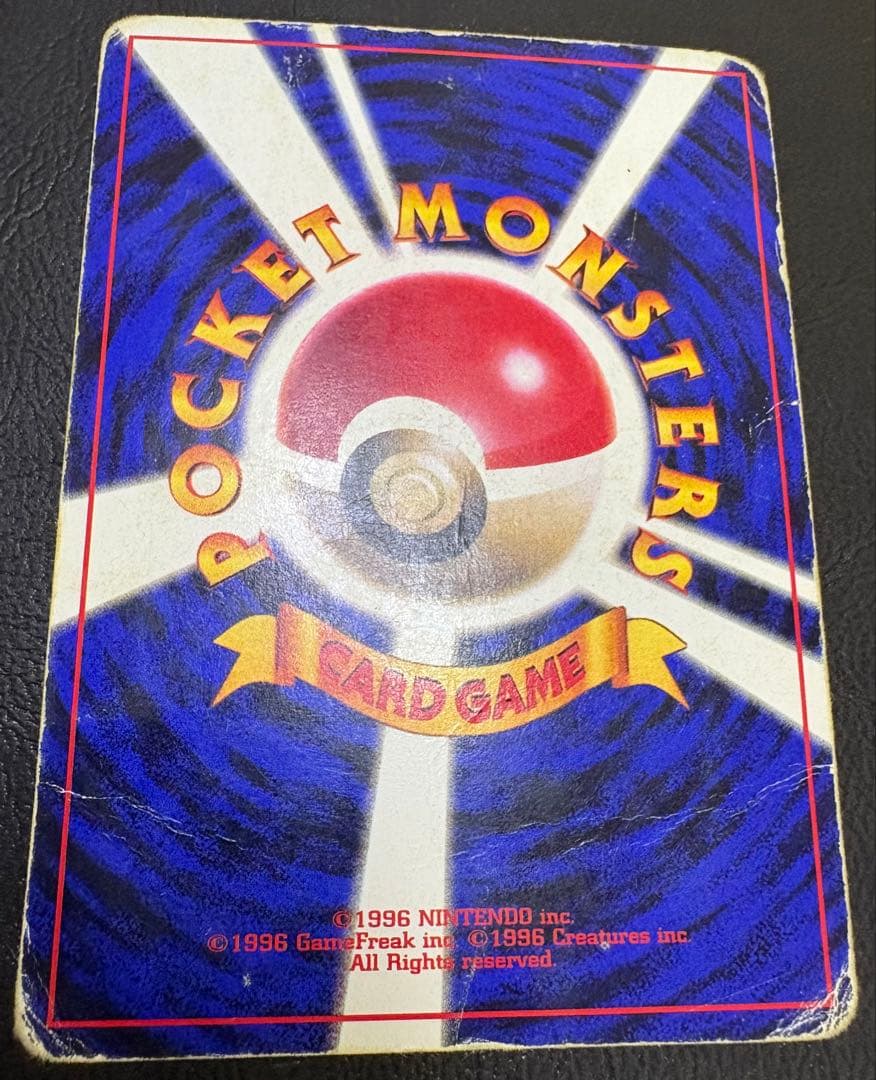 POCKET MONSTERS
CARD GAME
©1996 NINTENDO inc.
©1996 GameFreak inc. ©1996 Creatures inc.
All Rights reserved.